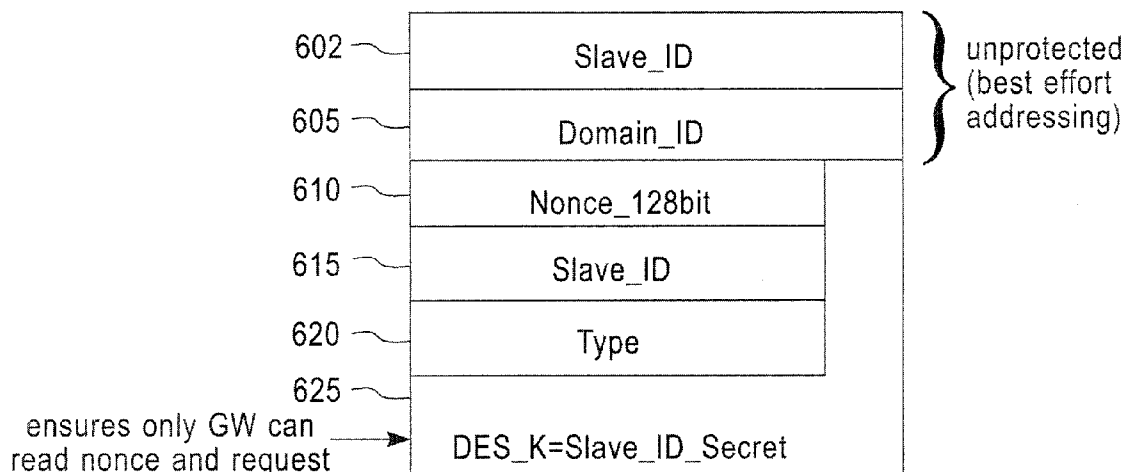 602
Slave_ID
unprotected
(best effort
addressing)
605
Domain_ID
610
Nonce_128bit
615
Slave_ID
620
Type
625
ensures only GW can
read nonce and request
DES_K=Slave_ID_Secret